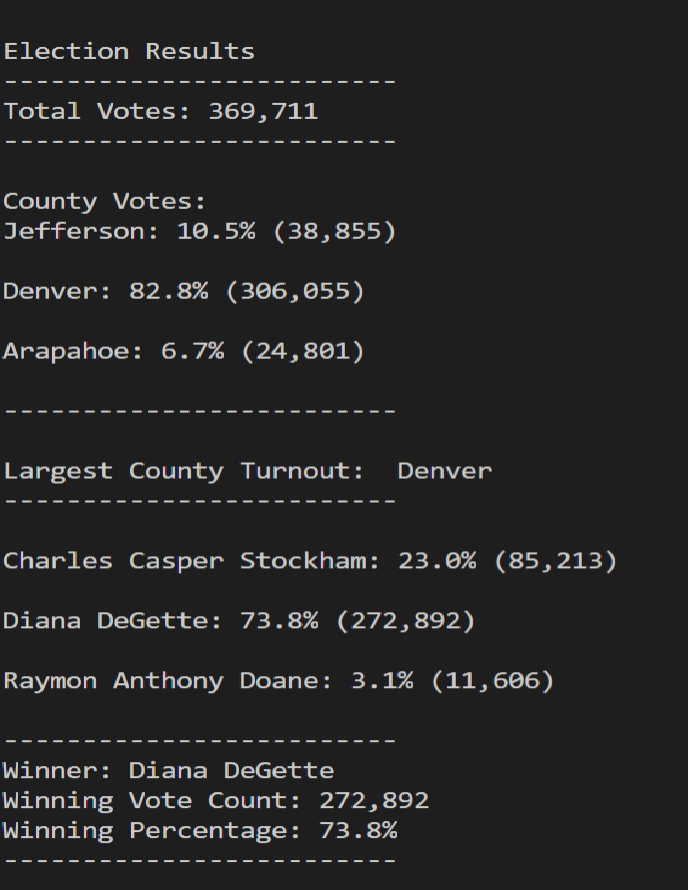 Election Results
-------------------------
Total Votes: 369,711
-------------------------
County Votes:
Jefferson: 10.5% (38,855)
Denver: 82.8% (306,055)
Arapahoe: 6.7% (24,801)
-------------------------
Largest County Turnout:  Denver
-------------------------
Charles Casper Stockham: 23.0% (85,213)
Diana DeGette: 73.8% (272,892)
Raymon Anthony Doane: 3.1% (11,606)
-------------------------
Winner: Diana DeGette
Winning Vote Count: 272,892
Winning Percentage: 73.8%
-------------------------